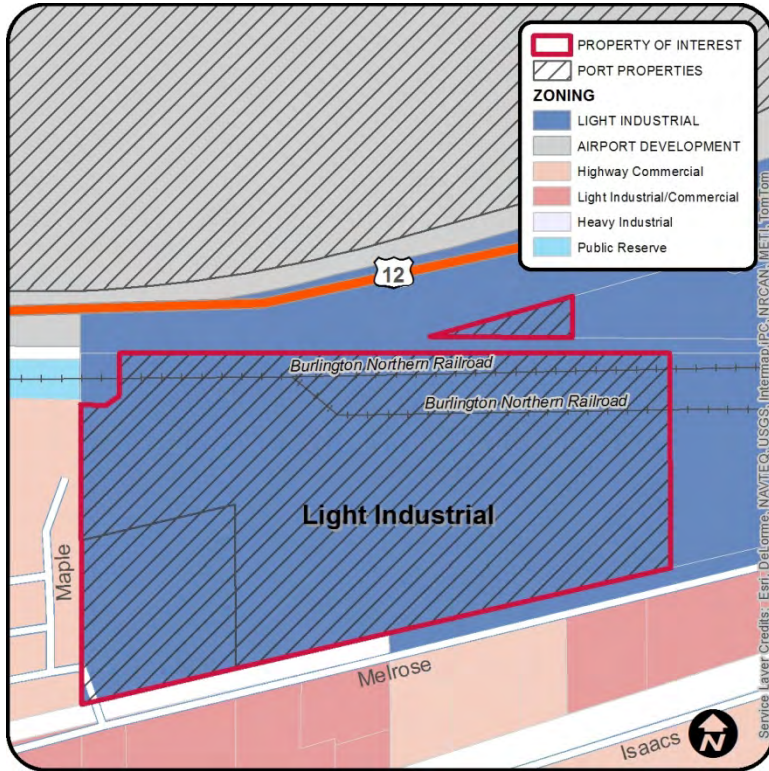 PROPERTY OF INTEREST
PORT PROPERTIES
ZONING
LIGHT INDUSTRIAL
AIRPORT DEVELOPMENT
Highway Commercial
Light Industrial/Commercial
Heavy Industrial
Public Reserve
12
Burlington Northern Railroad
Burlington Northern Railroad
Light Industrial
Maple
Melrose
Isaacs
N
Service Layer Credits: Esri, DeLorme, NAVTEQ, USGS, Intermap, iPC, NRCAN, METI, TomTom